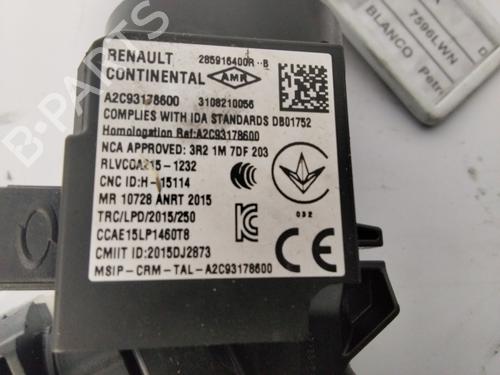 RENAULT 285916400R--B
CONTINENTAL AMR
A2C93178600 3108210056
COMPLIES WITH IDA STANDARDS DB01752
Homologation Ref:A2C93178600
NCA APPROVED: 3R2 1M 7DF 203
1232
CNC ID:H-15114
MR 10728 ANRT 2015
TRC/LPD/2015/250
032
CCAE15LP1460T8
CMIIT ID:2015DJ2873
MSIP-CRM-TAL-A2C93178600
7596LWN
BLANCO